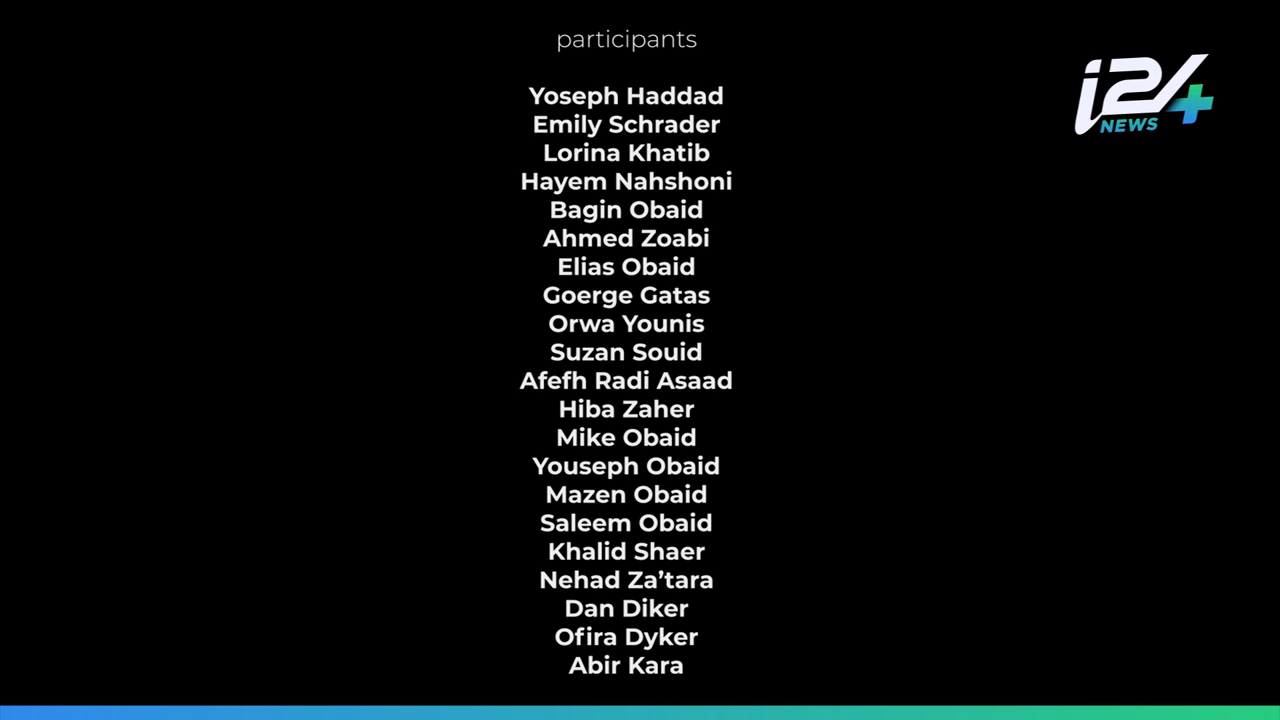 participants
Yoseph Haddad
Emily Schrader
Lorina Khatib
Hayem Nahshoni
Bagin Obaid
Ahmed Zoabi
Elias Obaid
Goerge Gatas
Orwa Younis
Suzan Souid
Afefh Radi Asaad
Hiba Zaher
Mike Obaid
Youseph Obaid
Mazen Obaid
Saleem Obaid
Khalid Shaer
Nehad Za’tara
Dan Diker
Ofira Dyker
Abir Kara
i24+
NEWS